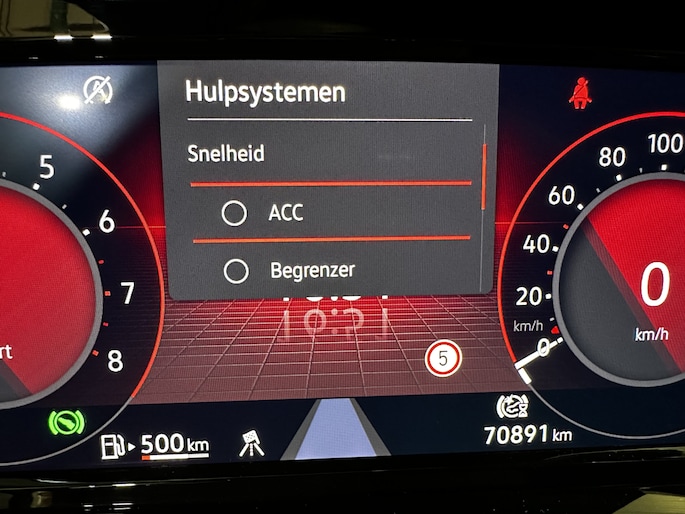 Hulpsystemen
Snelheid
ACC
Begrenzer
5
6
7
8
rt
100
80
60
40
20
km/h
0
0
km/h
5
500 km
70891 km